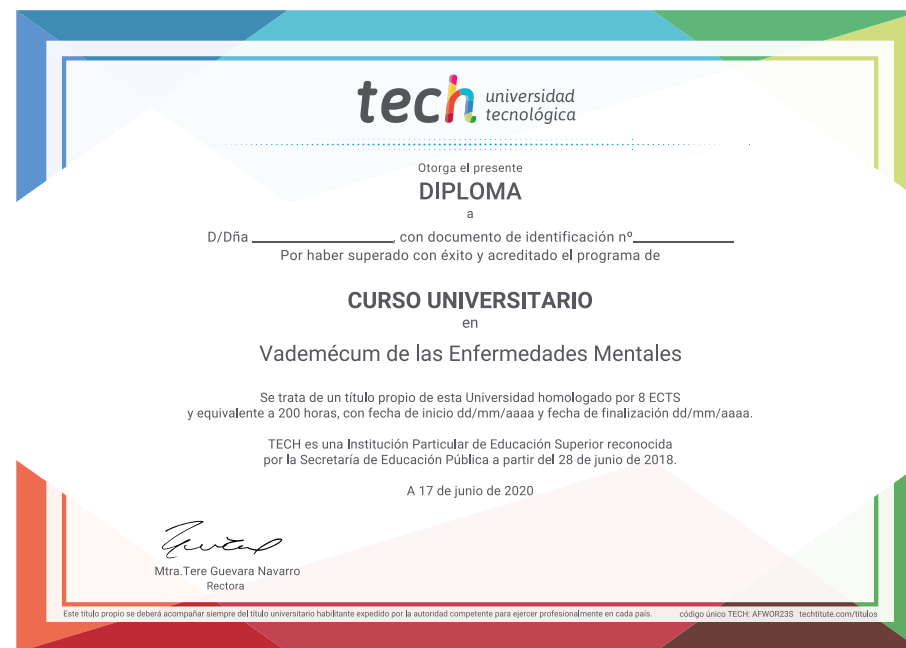 tech universidad
tecnológica
Otorga el presente
DIPLOMA
a
D/Dña ____________________, con documento de identificación nº______________
Por haber superado con éxito y acreditado el programa de
CURSO UNIVERSITARIO
en
Vademécum de las Enfermedades Mentales
Se trata de un título propio de esta Universidad homologado por 8 ECTS
y equivalente a 200 horas, con fecha de inicio dd/mm/aaaa y fecha de finalización dd/mm/aaaa.
TECH es una Institución Particular de Educación Superior reconocida
por la Secretaría de Educación Pública a partir del 28 de junio de 2018.
A 17 de junio de 2020
Mtra.Tere Guevara Navarro
Rectora
Este título propio se deberá acompañar siempre del título universitario habilitante expedido por la autoridad competente para ejercer profesionalmente en cada país. código único TECH: AFWOR23S techtitute.com/títulos